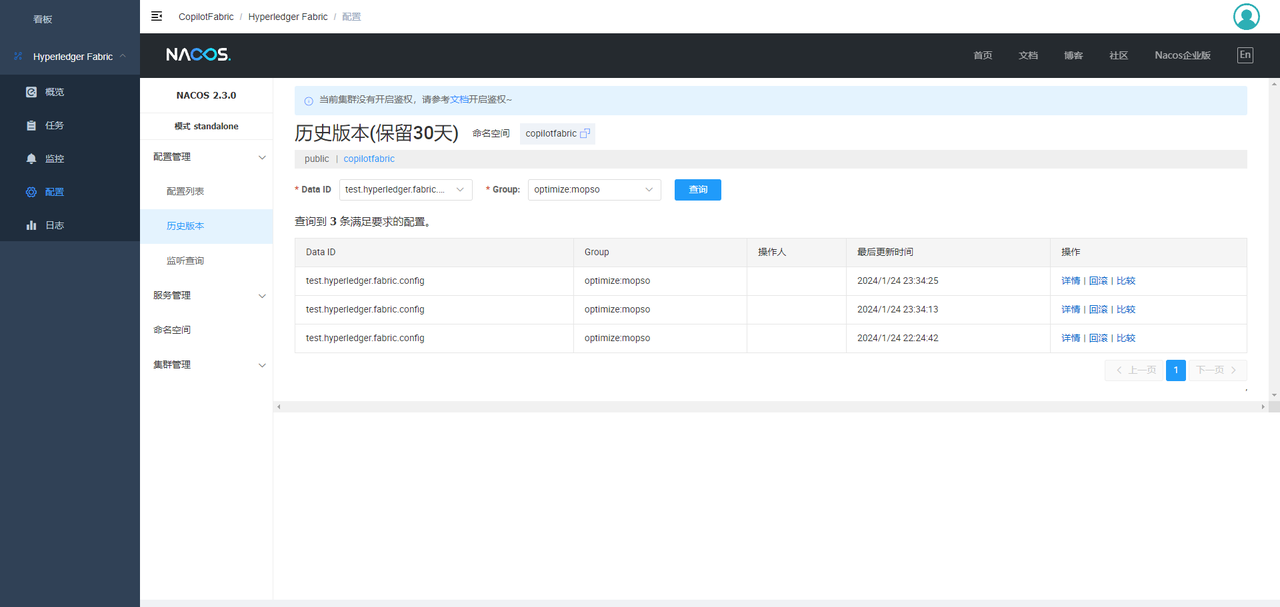 看板
Hyperledger Fabric
概览
任务
监控
配置
日志
CopilotFabric / Hyperledger Fabric / 配置
NACOS.
首页 文档 博客 社区 Nacos企业版 En
NACOS 2.3.0
模式 standalone
配置管理
配置列表
历史版本
监听查询
服务管理
命名空间
集群管理
当前集群没有开启鉴权，请参考文档开启鉴权~
历史版本(保留30天) 命名空间 copilotfabric
public | copilotfabric
* Data ID test.hyperledger.fabric.... * Group: optimize:mopso 查询
查询到 3 条满足要求的配置。
Data ID Group 操作人 最后更新时间 操作
test.hyperledger.fabric.config optimize:mopso 2024/1/24 23:34:25 详情 | 回滚 | 比较
test.hyperledger.fabric.config optimize:mopso 2024/1/24 23:34:13 详情 | 回滚 | 比较
test.hyperledger.fabric.config optimize:mopso 2024/1/24 22:24:42 详情 | 回滚 | 比较
上一页 1 下一页